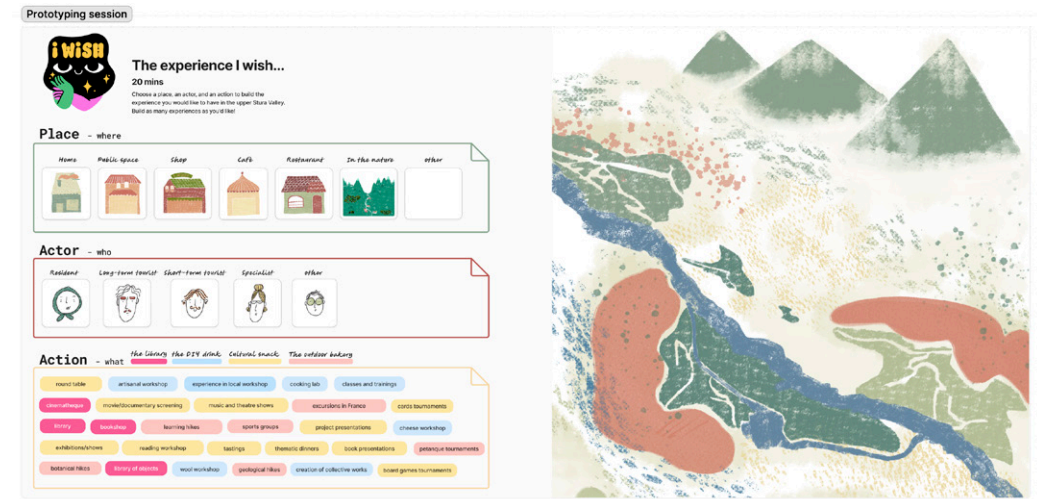 Prototyping session
i WiSH
The experience I wish...
20 mins
Choose a place, an actor, and an action to build the
experience you would like to have in the upper Stura Valley.
Build as many experiences as you'd like!
Place - where
Home Public space Shop Cafè Restaurant In the nature other
Actor - who
Resident Long-term tourist Short-term tourist Specialist other
Action - what the library the DIY drink Cultural snack The outdoor bakery
round table artisanal workshop experience in local workshop cooking lab classes and trainings
cinematheque movie/documentary screening music and theatre shows excursions in France cards tournaments
library bookshop learning hikes sports groups project presentations cheese workshop
exhibitions/shows reading workshop tastings thematic dinners book presentations petanque tournements
botanical hikes library of objects wool workshop geological hikes creation of collective works board games tournaments